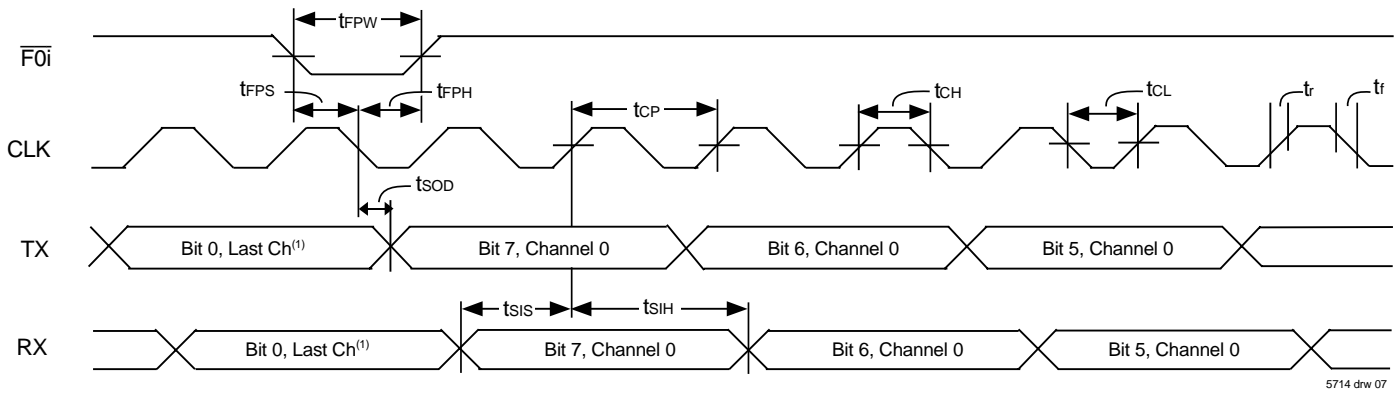 tFPW
F0i
tFPS
tFPH
tCP
tCH
tCL
tr
tf
CLK
tSOD
TX
Bit 0, Last Ch(1)
Bit 7, Channel 0
Bit 6, Channel 0
Bit 5, Channel 0
tSIS
tSIH
RX
Bit 0, Last Ch(1)
Bit 7, Channel 0
Bit 6, Channel 0
Bit 5, Channel 0
5714 drw 07